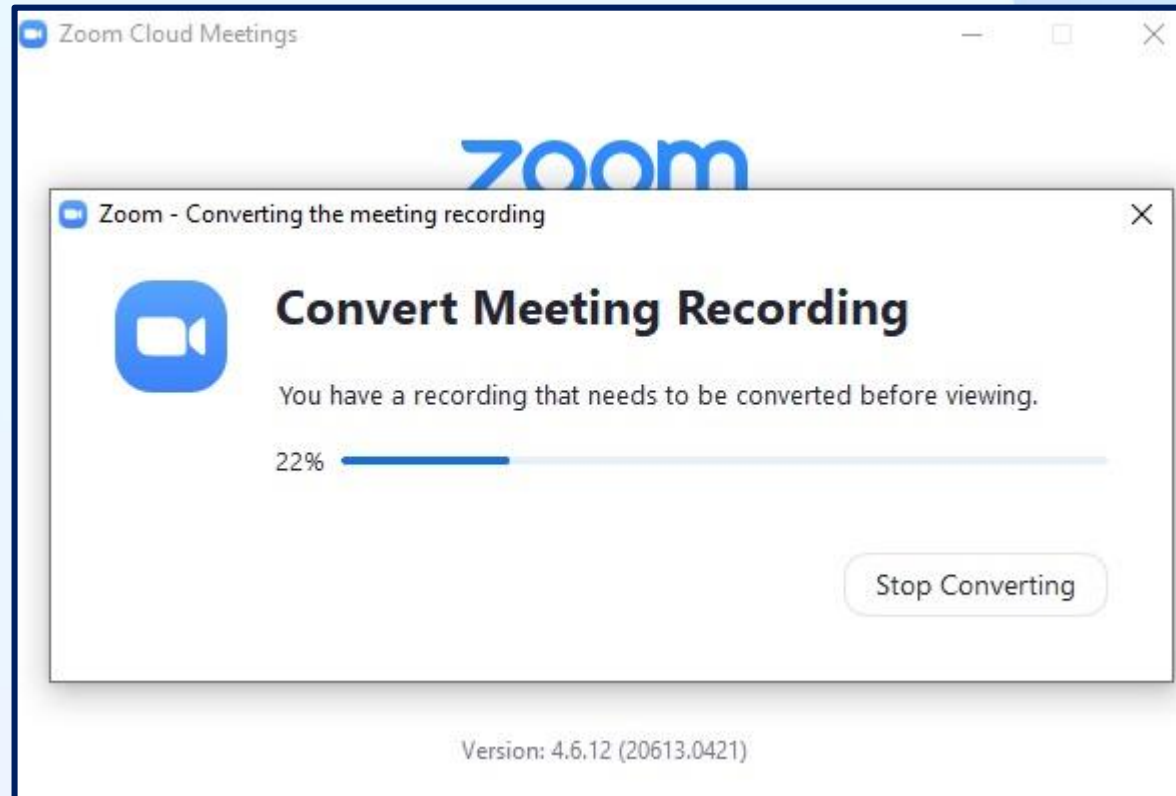 Zoom Cloud Meetings
zoom
Zoom - Converting the meeting recording
Convert Meeting Recording
You have a recording that needs to be converted before viewing.
22%
Stop Converting
Version: 4.6.12 (20613.0421)